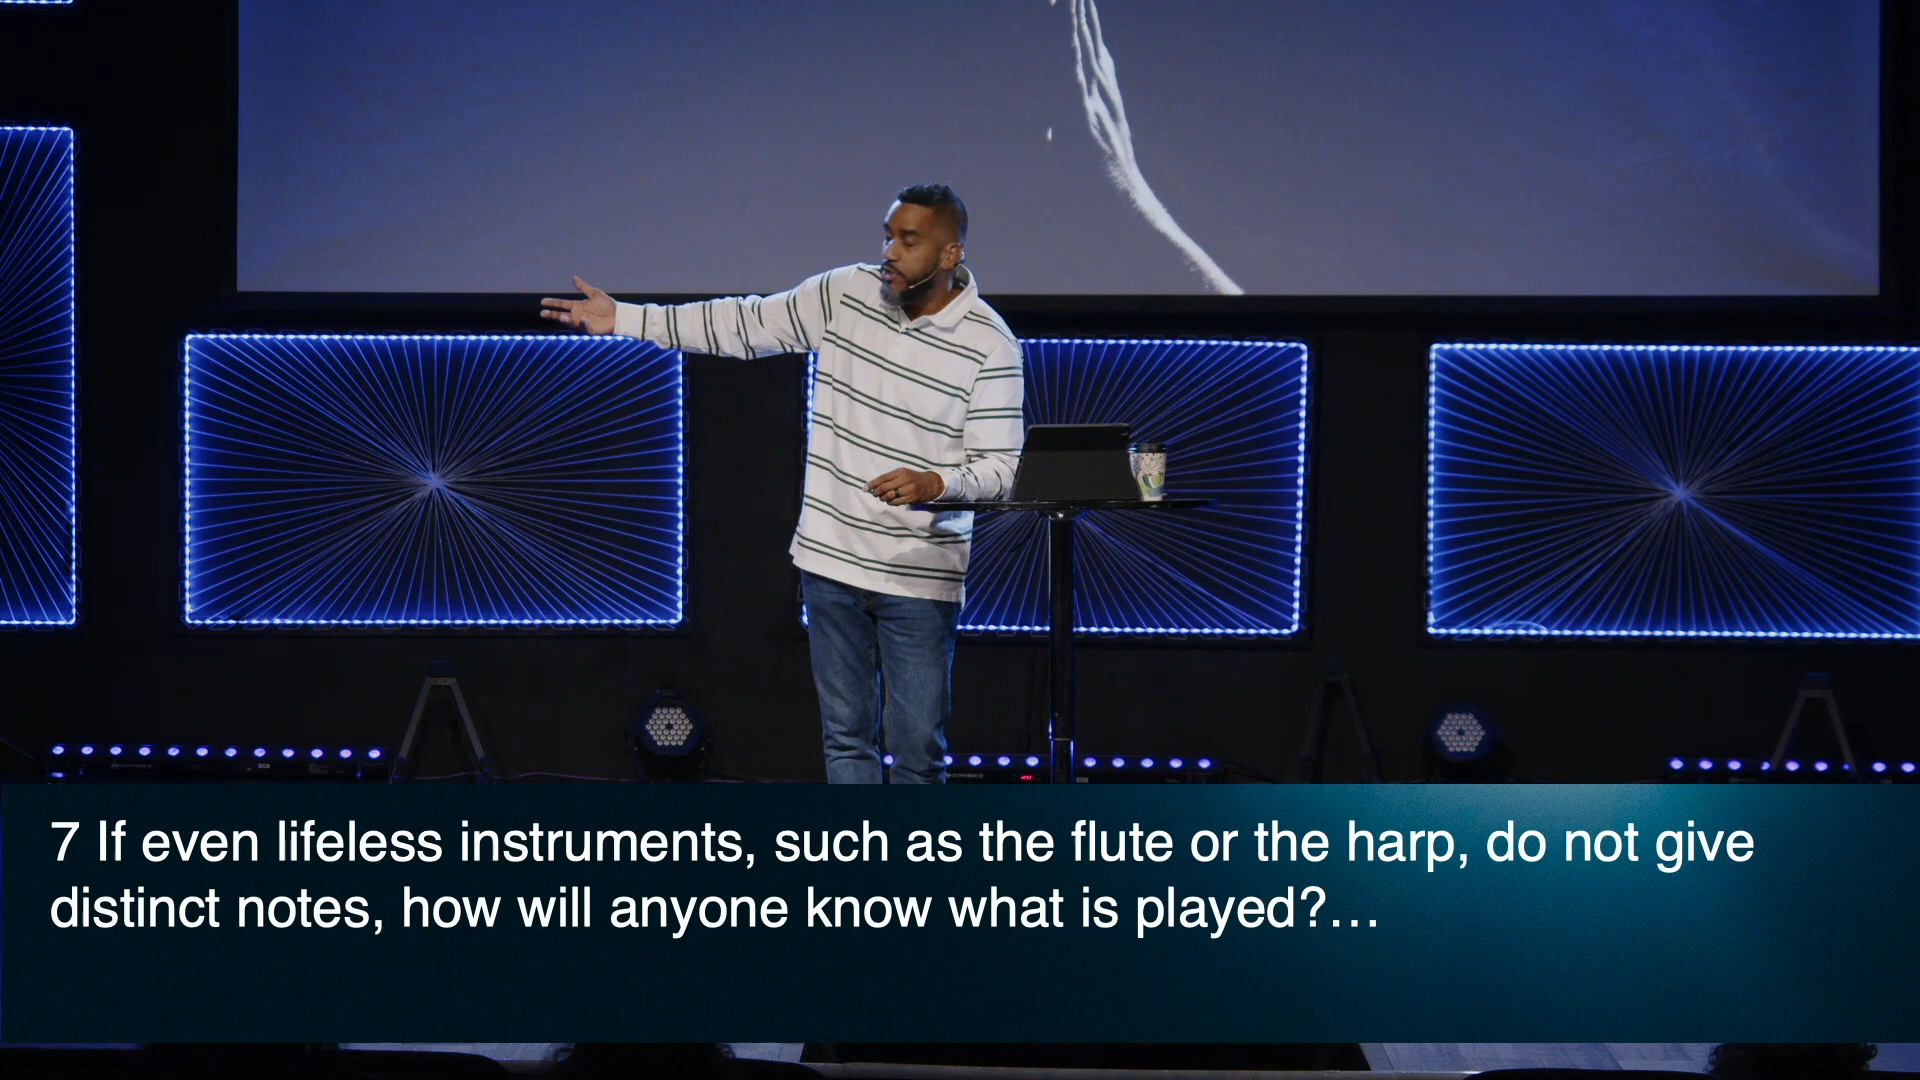 7 If even lifeless instruments, such as the flute or the harp, do not give
distinct notes, how will anyone know what is played?…